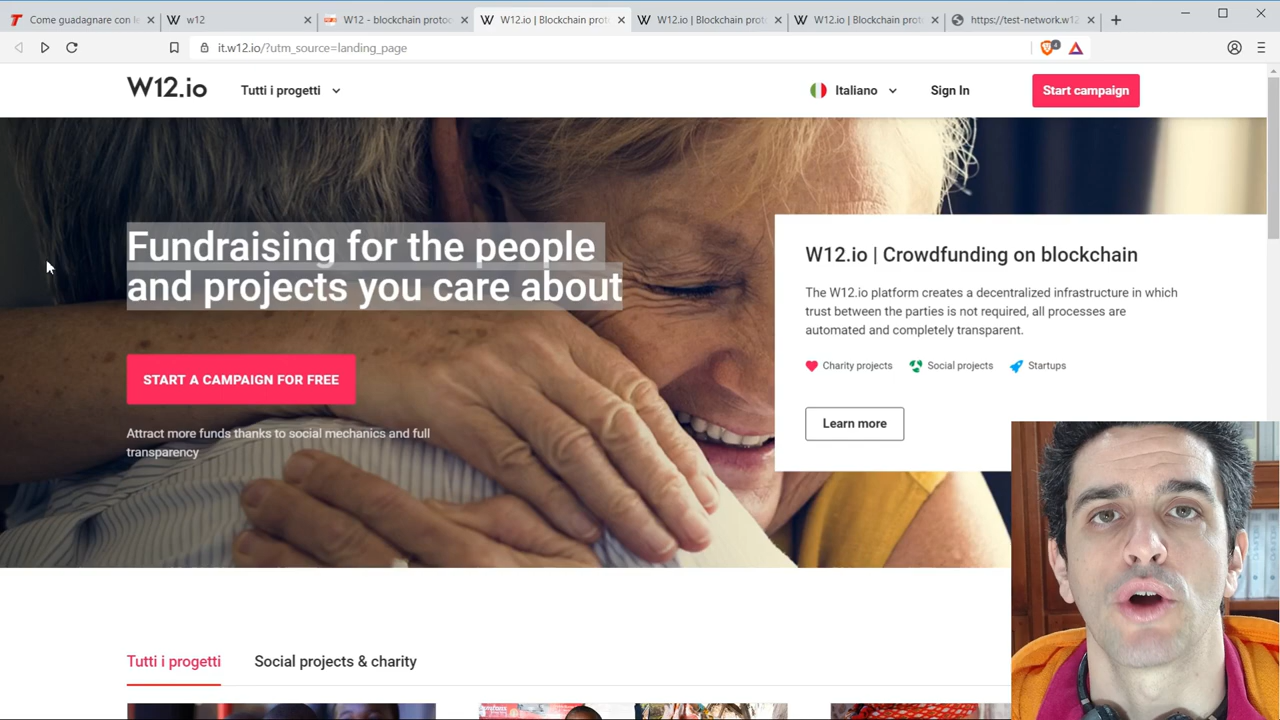 Come guadagnare con l
w12
W12 - blockchain protoc
W12.io | Blockchain prot
W12.io | Blockchain prot
W12.io | Blockchain prot
https://test-network.w12
it.w12.io/?utm_source=landing_page
4
W12.io
Tutti i progetti
Italiano
Sign In
Start campaign
Fundraising for the people
and projects you care about
START A CAMPAIGN FOR FREE
Attract more funds thanks to social mechanics and full
transparency
W12.io | Crowdfunding on blockchain
The W12.io platform creates a decentralized infrastructure in which
trust between the parties is not required, all processes are
automated and completely transparent.
Charity projects
Social projects
Startups
Learn more
Tutti i progetti
Social projects & charity